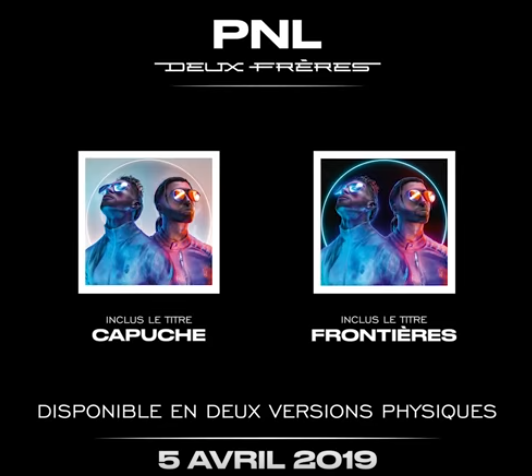 PNL
DEUX FRÈRES
INCLUS LE TITRE
CAPUCHE
INCLUS LE TITRE
FRONTIÈRES
DISPONIBLE EN DEUX VERSIONS PHYSIQUES
5 AVRIL 2019